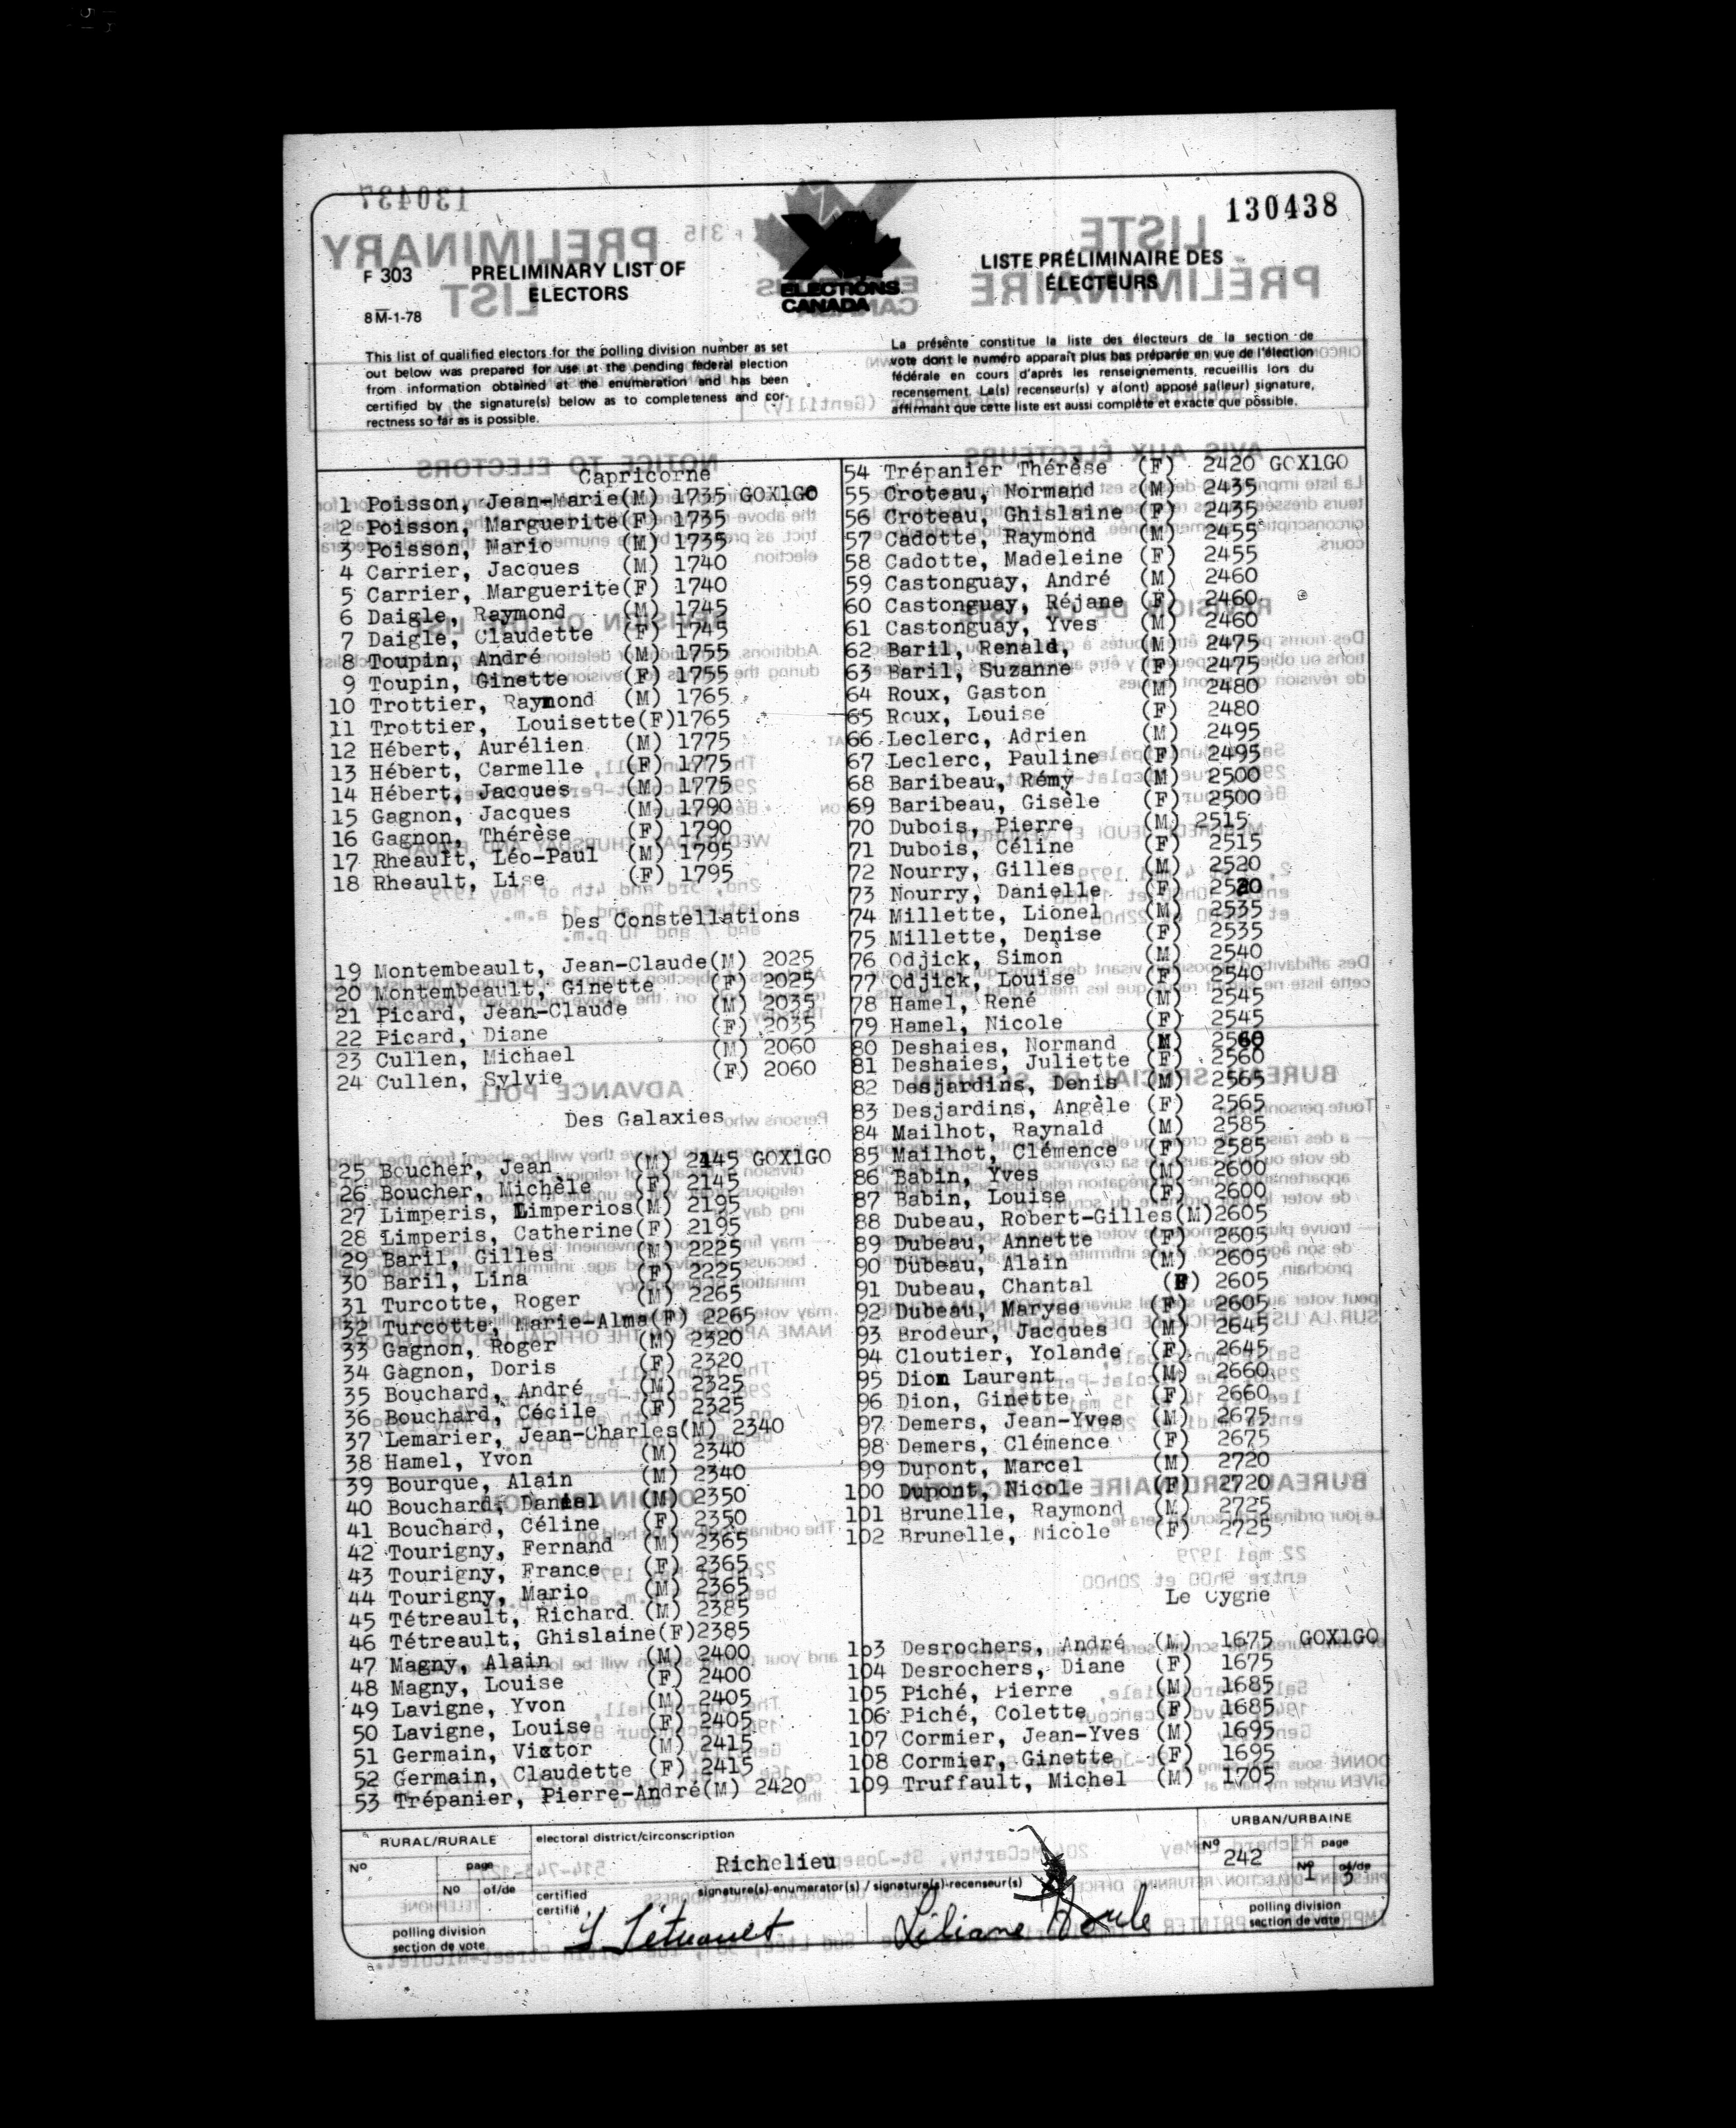 130438
F 303
PRELIMINARY LIST OF
ELECTORS
8M-1-78
ELECTIONS
CANADA
LISTE PRÉLIMINAIRE DES
ÉLECTEURS
This list of qualified electors for the polling division number as set
out below was prepared for use at the pending federal election
from information obtained at the enumeration and has been
certified by the signature(s) below as to completeness and cor-
rectness so far as is possible.
La présente constitue la liste des électeurs de la section de
vote dont le numéro apparaît plus bas préparée en vue de l'élection
fédérale en cours d'après les renseignements recueillis lors du
recensement. La(s) recenseur(s) y a(ont) apposé sa(leur) signature,
affirmant que cette liste est aussi complète et exacte que possible.
Capricorne
1 Poisson, Jean-Marie(M) 1735 GOX1GO
2 Poisson, Marguerite(F) 1735
3 Poisson, Mario (M) 1735
4 Carrier, Jacques (M) 1740
5 Carrier, Marguerite(F) 1740
6 Daigle, Raymond (M) 1745
7 Daigle, Claudette (F) 1745
8 Toupin, André (M) 1755
9 Toupin, Ginette (F) 1755
10 Trottier, Raymond (M) 1765
11 Trottier, Louisette(F)1765
12 Hébert, Aurélien (M) 1775
13 Hébert, Carmelle (F) 1775
14 Hébert, Jacques (M) 1775
15 Gagnon, Jacques (M) 1790
16 Gagnon, Thérèse (F) 1790
17 Rheault, Léo-Paul (M) 1795
18 Rheault, Lise (F) 1795
Des Constellations
19 Montembeault, Jean-Claude(M) 2025
20 Montembeault, Ginette (F) 2025
21 Picard, Jean-Claude (M) 2035
22 Picard, Diane (F) 2035
23 Cullen, Michael (M) 2060
24 Cullen, Sylvie (F) 2060
Des Galaxies
25 Boucher, Jean (M) 2145 GOX1GO
26 Boucher, Michèle (F) 2145
27 Limperis, Limperios(M) 2195
28 Limperis, Catherine(F) 2195
29 Baril, Gilles (M) 2225
30 Baril, Lina (F) 2225
31 Turcotte, Roger (M) 2265
32 Turcotte, Marie-Alma(F) 2265
33 Gagnon, Roger (M) 2320
34 Gagnon, Doris (F) 2320
35 Bouchard, André (M) 2325
36 Bouchard, Cécile (F) 2325
37 Lemarier, Jean-Charles(M) 2340
38 Hamel, Yvon (M) 2340
39 Bourque, Alain (M) 2340
40 Bouchard, Daniel (M) 2350
41 Bouchard, Céline (F) 2350
42 Tourigny, Fernand (M) 2365
43 Tourigny, France (F) 2365
44 Tourigny, Mario (M) 2365
45 Tétreault, Richard (M) 2385
46 Tétreault, Ghislaine(F)2385
47 Magny, Alain (M) 2400
48 Magny, Louise (F) 2400
49 Lavigne, Yvon (M) 2405
50 Lavigne, Louise (F) 2405
51 Germain, Victor (M) 2415
52 Germain, Claudette (F) 2415
53 Trépanier, Pierre-André(M) 2420
54 Trépanier Thérèse (F) 2420 GOX1GO
55 Croteau, Normand (M) 2435
56 Croteau, Ghislaine (F) 2435
57 Cadotte, Raymond (M) 2455
58 Cadotte, Madeleine (F) 2455
59 Castonguay, André (M) 2460
60 Castonguay, Réjane (F) 2460
61 Castonguay, Yves (M) 2460
62 Baril, Renald, (M) 2475
63 Baril, Suzanne (F) 2475
64 Roux, Gaston (M) 2480
65 Roux, Louise (F) 2480
66 Leclerc, Adrien (M) 2495
67 Leclerc, Pauline (F) 2495
68 Baribeau, Rémy (M) 2500
69 Baribeau, Gisèle (F) 2500
70 Dubois, Pierre (M) 2515
71 Dubois, Céline (F) 2515
72 Nourry, Gilles (M) 2520
73 Nourry, Danielle (F) 2520
74 Millette, Lionel (M) 2535
75 Millette, Denise (F) 2535
76 Odjick, Simon (M) 2540
77 Odjick, Louise (F) 2540
78 Hamel, René (M) 2545
79 Hamel, Nicole (F) 2545
80 Deshaies, Normand (M) 2560
81 Deshaies, Juliette (F) 2560
82 Desjardins, Denis (M) 2565
83 Desjardins, Angèle (F) 2565
84 Mailhot, Raynald (M) 2585
85 Mailhot, Clémence (F) 2585
86 Babin, Yves (M) 2600
87 Babin, Louise (F) 2600
88 Dubeau, Robert-Gilles(M)2605
89 Dubeau, Annette (F) 2605
90 Dubeau, Alain (M) 2605
91 Dubeau, Chantal (F) 2605
92 Dubeau, Maryse (F) 2605
93 Brodeur, Jacques (M) 2645
94 Cloutier, Yolande (F) 2645
95 Dion Laurent (M) 2660
96 Dion, Ginette (F) 2660
97 Demers, Jean-Yves (M) 2675
98 Demers, Clémence (F) 2675
99 Dupont, Marcel (M) 2720
100 Dupont, Nicole (F) 2720
101 Brunelle, Raymond (M) 2725
102 Brunelle, Nicole (F) 2725
Le Cygne
103 Desrochers, André (M) 1675 GOX1GO
104 Desrochers, Diane (F) 1675
105 Piché, Pierre (M) 1685
106 Piché, Colette (F) 1685
107 Cormier, Jean-Yves (M) 1695
108 Cormier, Ginette (F) 1695
109 Truffault, Michel (M) 1705
RURAL/RURALE
Nº
page
Nº of/de
polling division
section de vote
electoral district/circonscription
Richelieu
certified
certifié
signature(s) enumerator(s) / signature(s) recenseur(s)
Liliane
URBAN/URBAINE
Nº page
242
Nº of/de
1 3
polling division
section de vote